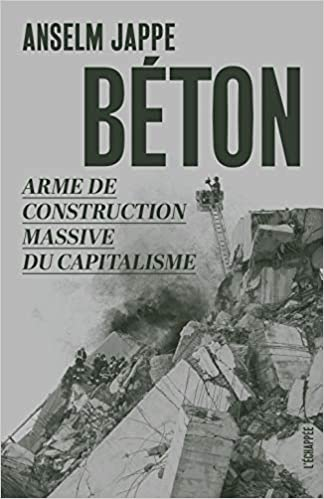 ANSELM JAPPE
BÉTON
ARME DE
CONSTRUCTION
MASSIVE
DU CAPITALISME
L'ÉCHAPPÉE